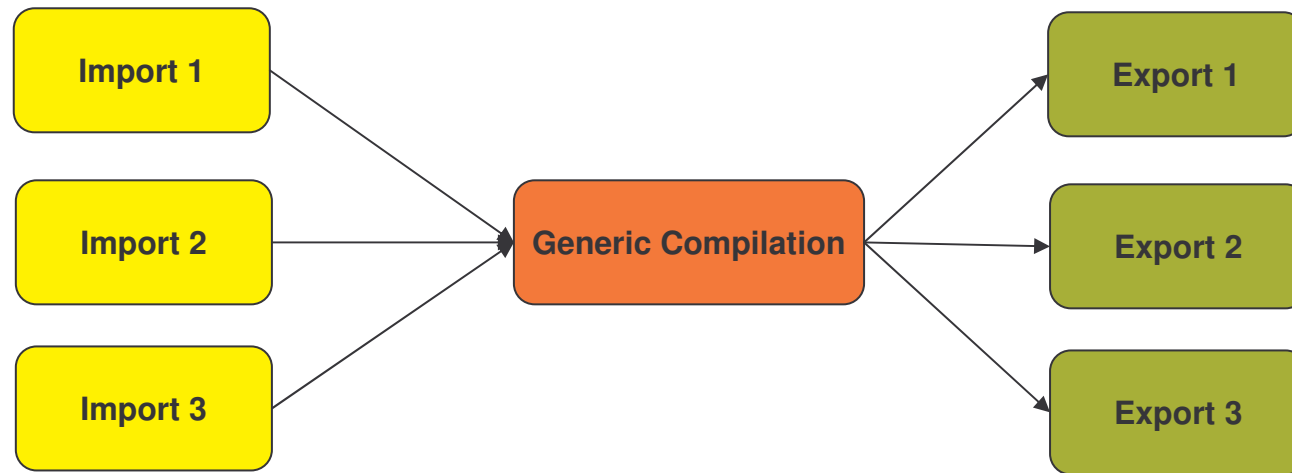 Import 1
Import 2
Import 3
Generic Compilation
Export 1
Export 2
Export 3